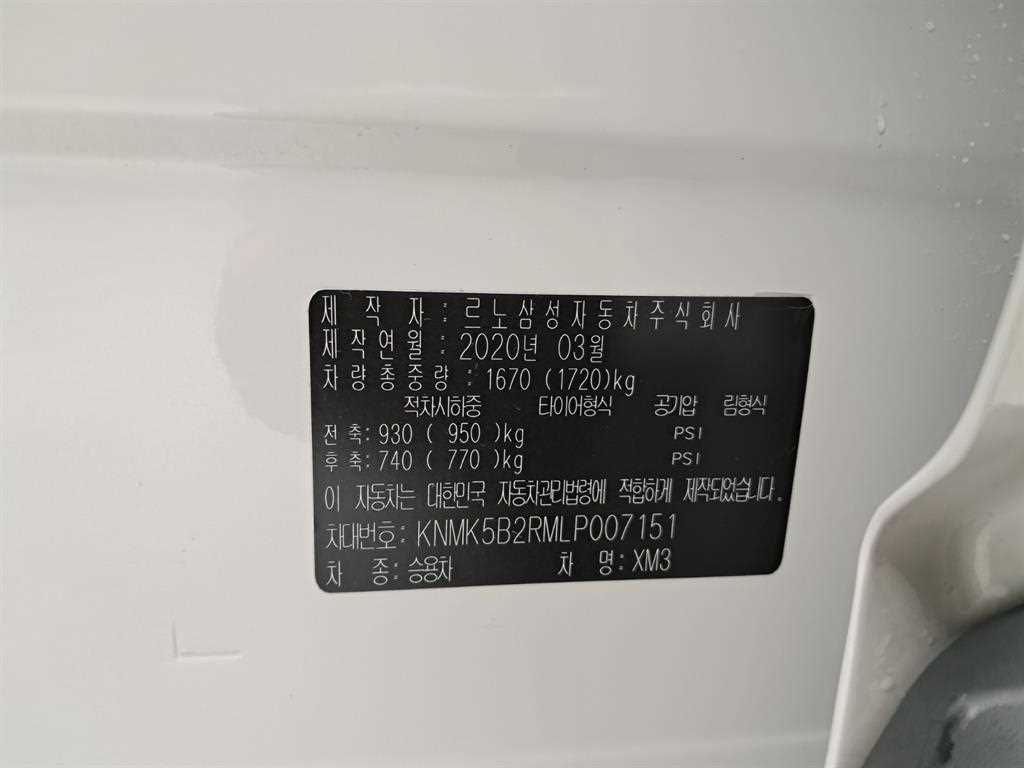 제 작 자 : 르노삼성자동차주식회사
제작연월 : 2020년 03월
차량총중량 : 1670 (1720)kg
적차시하중 타이어형식 공기압 림형식
전 축: 930 ( 950 )kg PSI
후 축: 740 ( 770 )kg PSI
이 자동차는 대한민국 자동차관리법령에 적합하게 제작되었습니다.
차대번호: KNMK5B2RMLP007151
차 종: 승용차 차 명: XM3